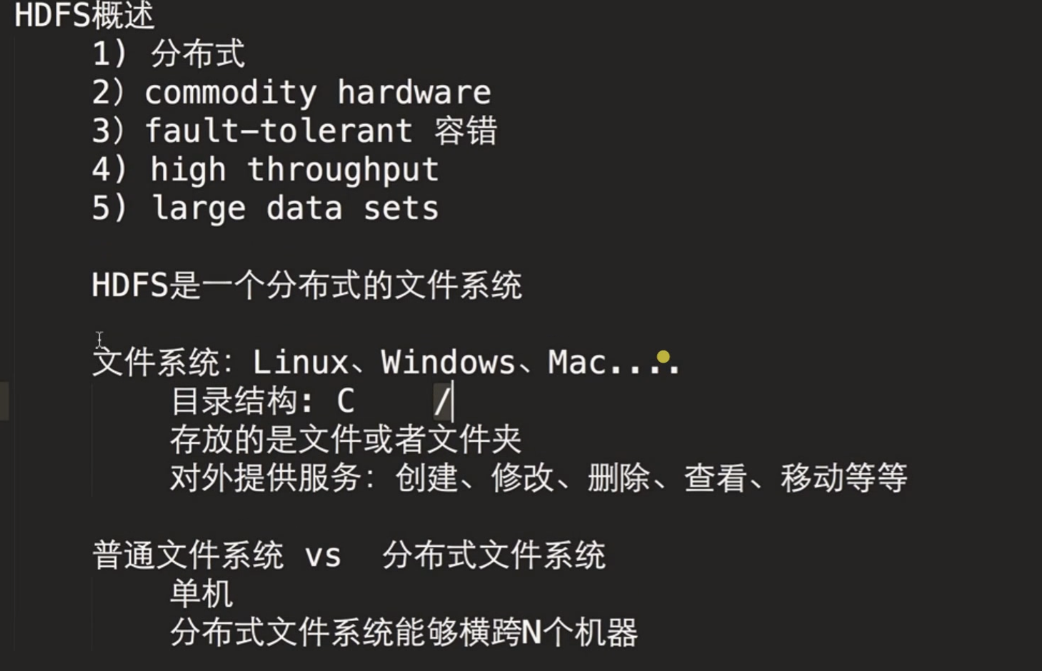 HDFS概述
1) 分布式
2) commodity hardware
3) fault-tolerant 容错
4) high throughput
5) large data sets
HDFS是一个分布式的文件系统
文件系统: Linux、Windows、Mac....
目录结构: C    /
存放的是文件或者文件夹
对外提供服务: 创建、修改、删除、查看、移动等等
普通文件系统 vs  分布式文件系统
单机
分布式文件系统能够横跨N个机器